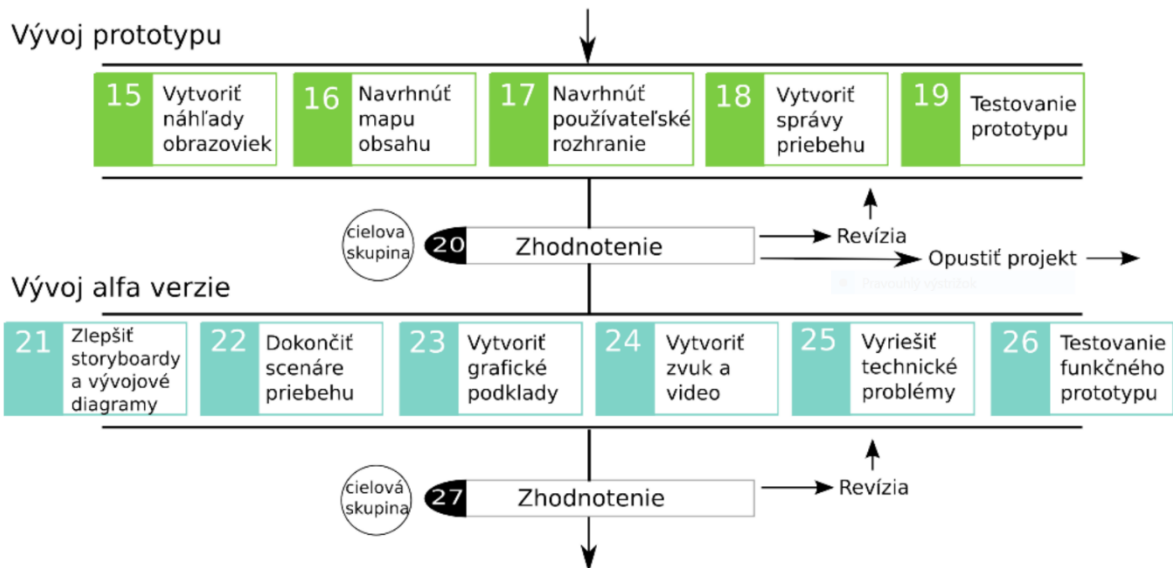 Vývoj prototypu
15
Vytvoriť
náhľady
obrazoviek
16
Navrhnúť
mapu
obsahu
17
Navrhnúť
používateľské
rozhranie
18
Vytvoriť
správy
priebehu
19
Testovanie
prototypu
cielova
skupina
20
Zhodnotenie
Revízia
Opustiť projekt
Pravouhlý výstrižok
Vývoj alfa verzie
21
Zlepšiť
storyboardy
a vývojové
diagramy
22
Dokončiť
scenáre
priebehu
23
Vytvoriť
grafické
podklady
24
Vytvoriť
zvuk a
video
25
Vyriešiť
technické
problémy
26
Testovanie
funkčného
prototypu
cielová
skupina
27
Zhodnotenie
Revízia